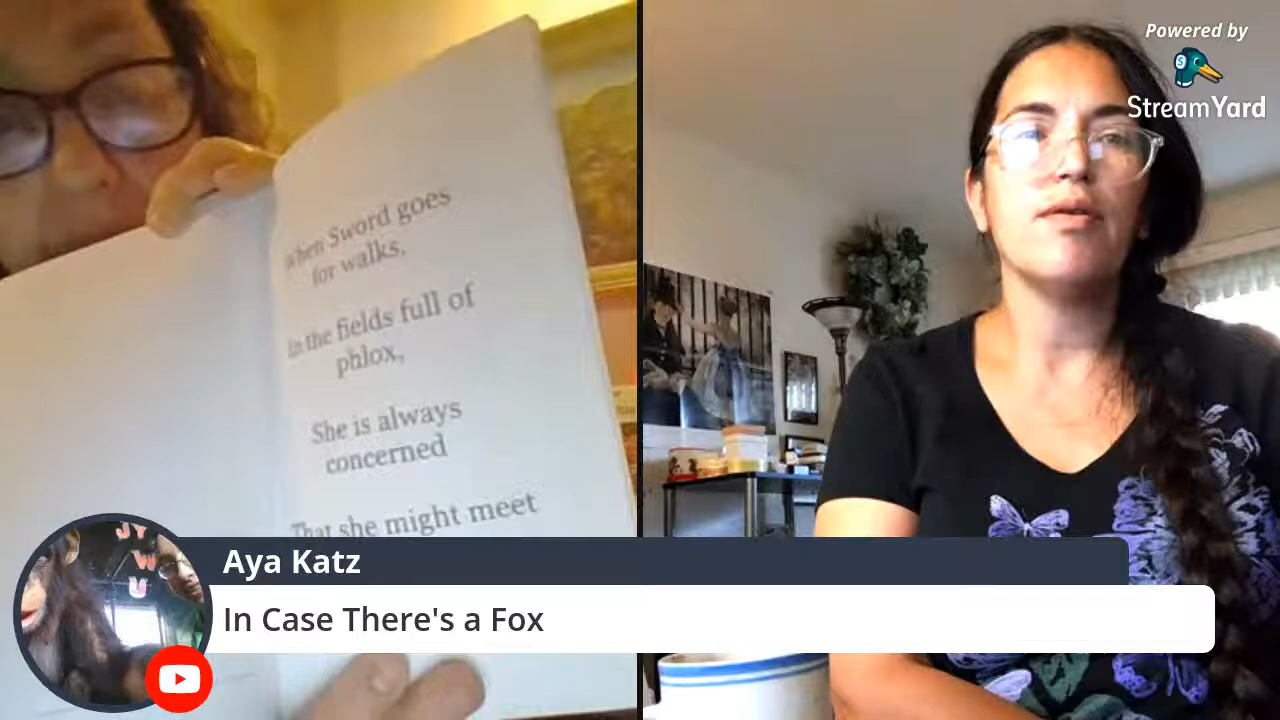 When Sword goes
for walks,
In the fields full of
phlox,
She is always
concerned
That she might meet
Powered by
StreamYard
Aya Katz
In Case There's a Fox